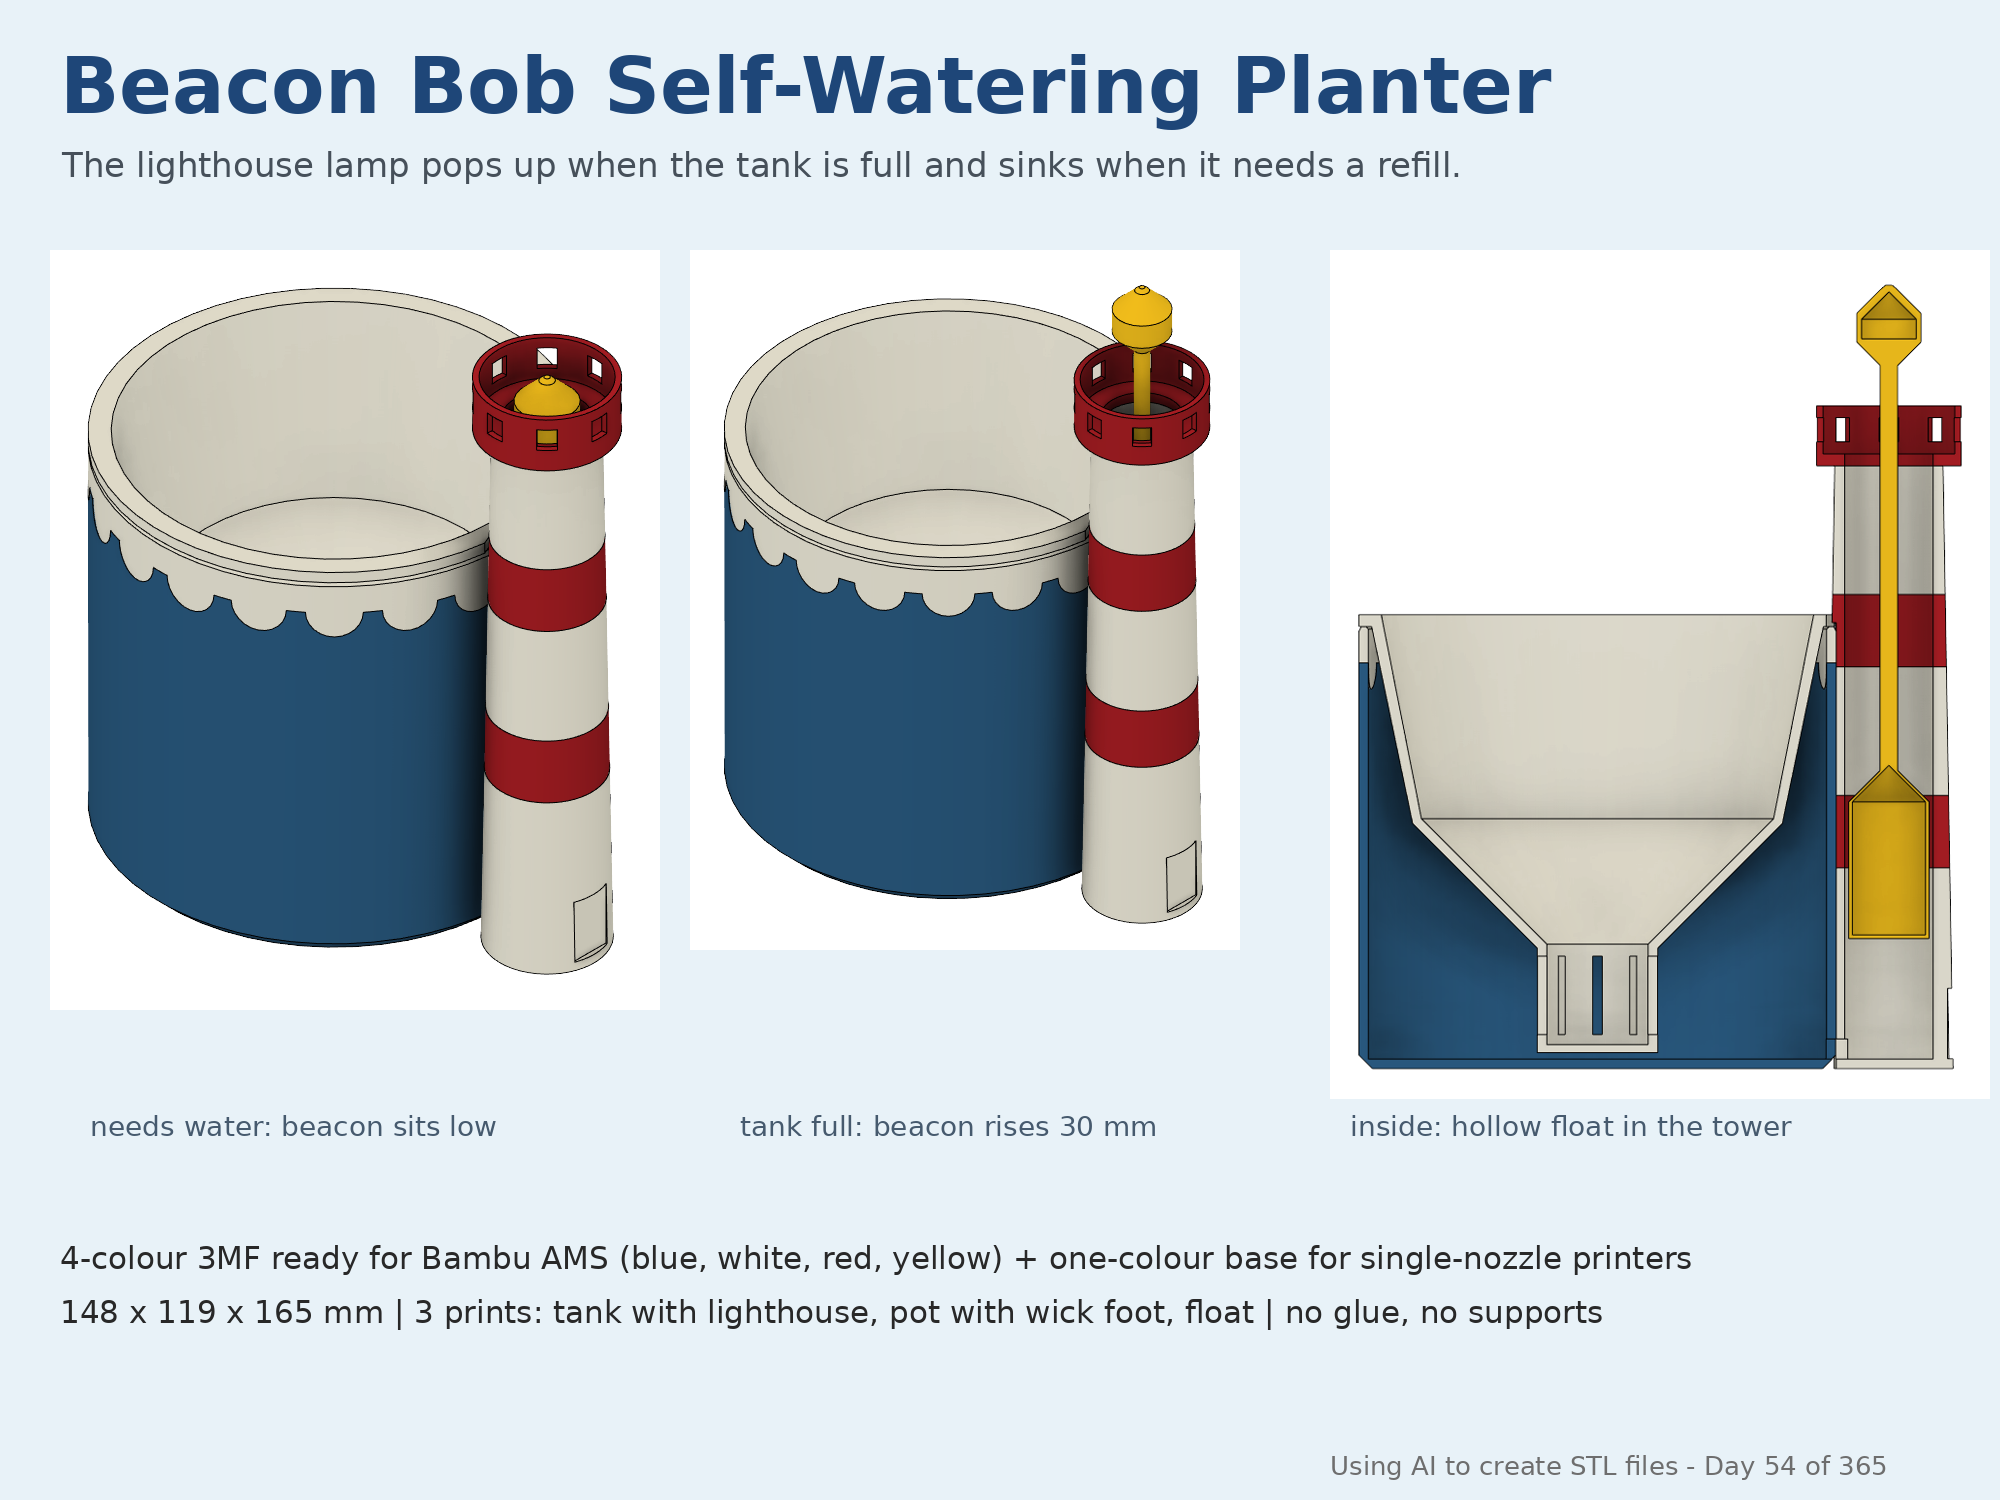 Beacon Bob Self-Watering Planter
The lighthouse lamp pops up when the tank is full and sinks when it needs a refill.
needs water: beacon sits low
tank full: beacon rises 30 mm
inside: hollow float in the tower
4-colour 3MF ready for Bambu AMS (blue, white, red, yellow) + one-colour base for single-nozzle printers
148 x 119 x 165 mm | 3 prints: tank with lighthouse, pot with wick foot, float | no glue, no supports
Using AI to create STL files - Day 54 of 365